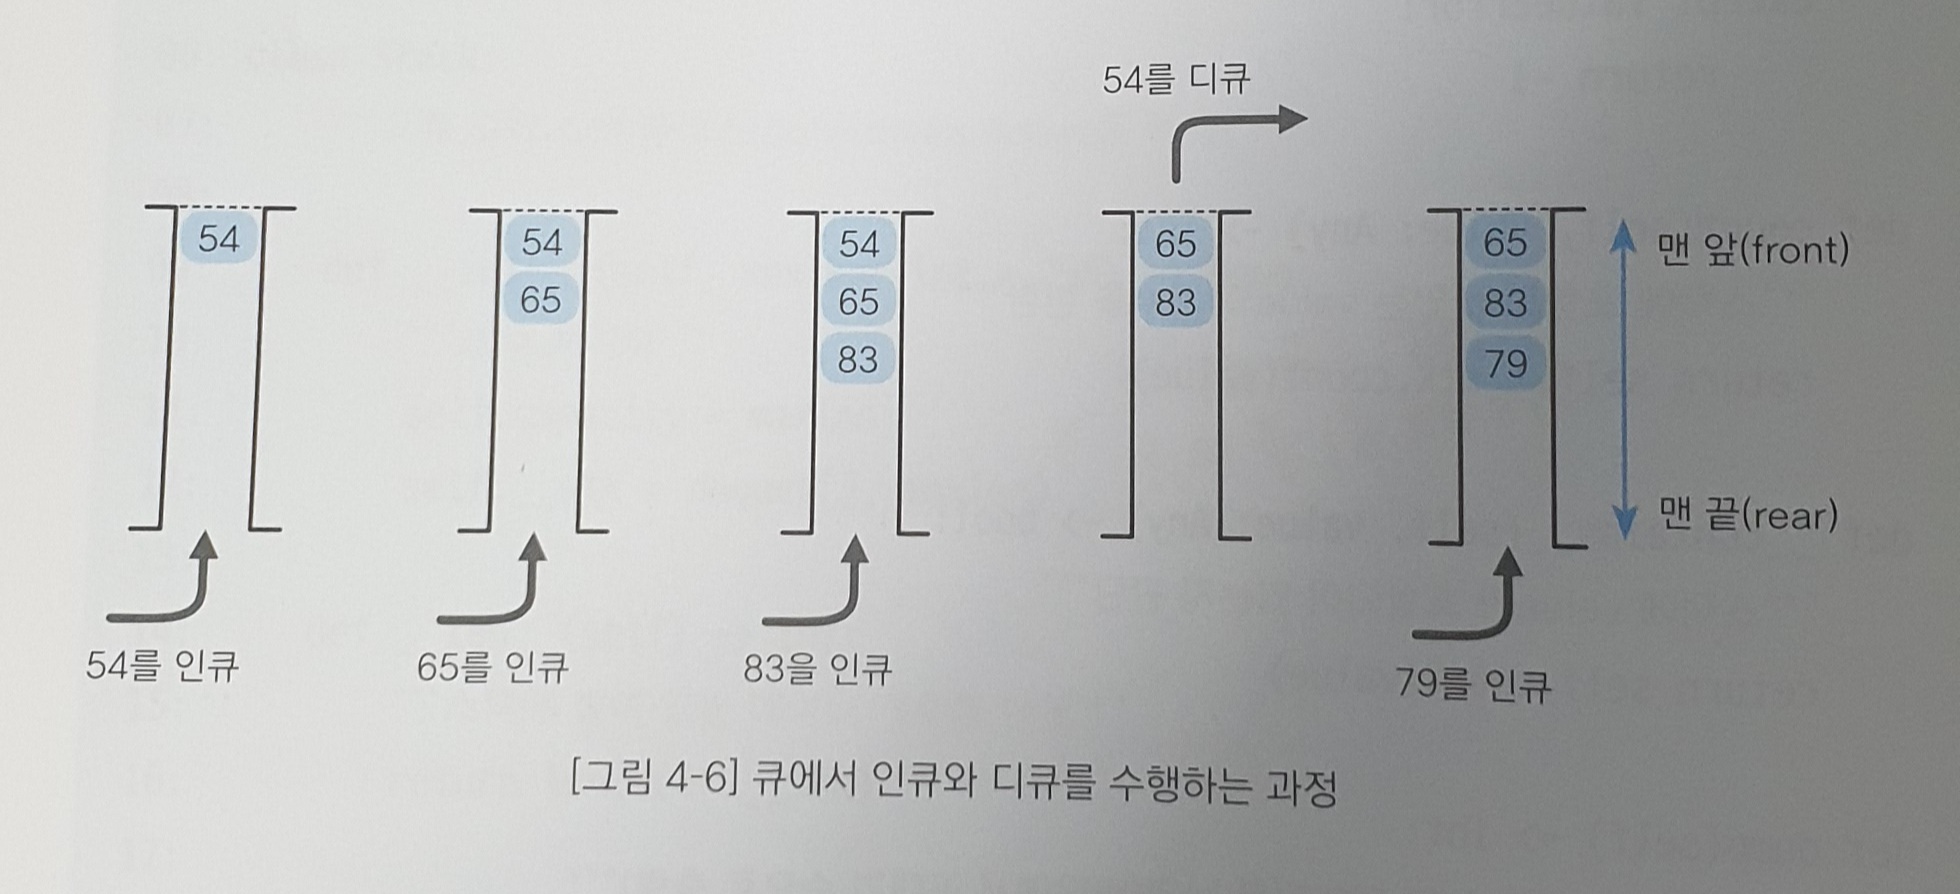 54를 디큐
54
54
65
54
65
83
65
83
65
83
79
맨 앞(front)
맨 끝(rear)
54를 인큐
65를 인큐
83을 인큐
79를 인큐
[그림 4-6] 큐에서 인큐와 디큐를 수행하는 과정